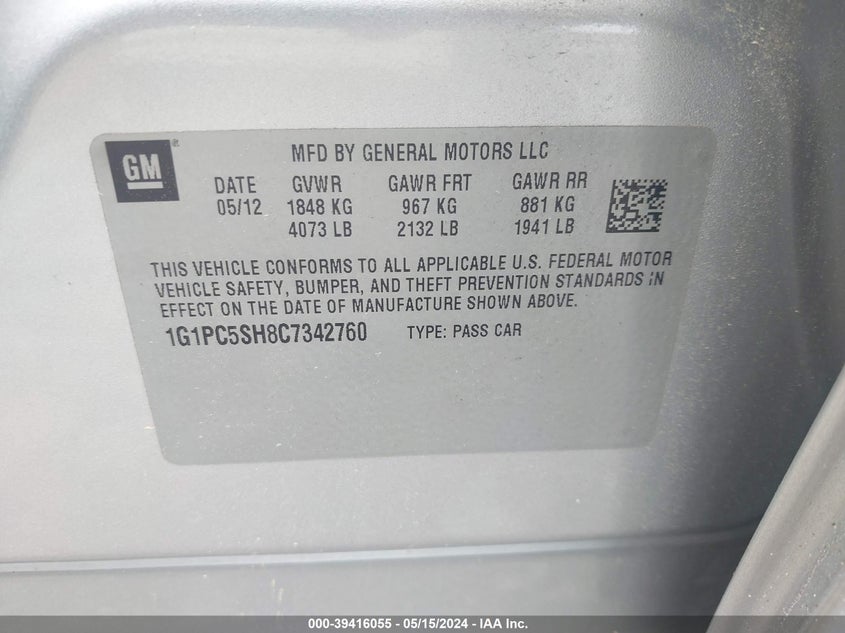 GM
®
MFD BY GENERAL MOTORS LLC
DATE GVWR GAWR FRT GAWR RR
05/12 1848 KG 967 KG 881 KG
4073 LB 2132 LB 1941 LB
THIS VEHICLE CONFORMS TO ALL APPLICABLE U.S. FEDERAL MOTOR
VEHICLE SAFETY, BUMPER, AND THEFT PREVENTION STANDARDS IN
EFFECT ON THE DATE OF MANUFACTURE SHOWN ABOVE.
1G1PC5SH8C7342760 TYPE: PASS CAR
000-39416055 - 05/15/2024 - IAA Inc.